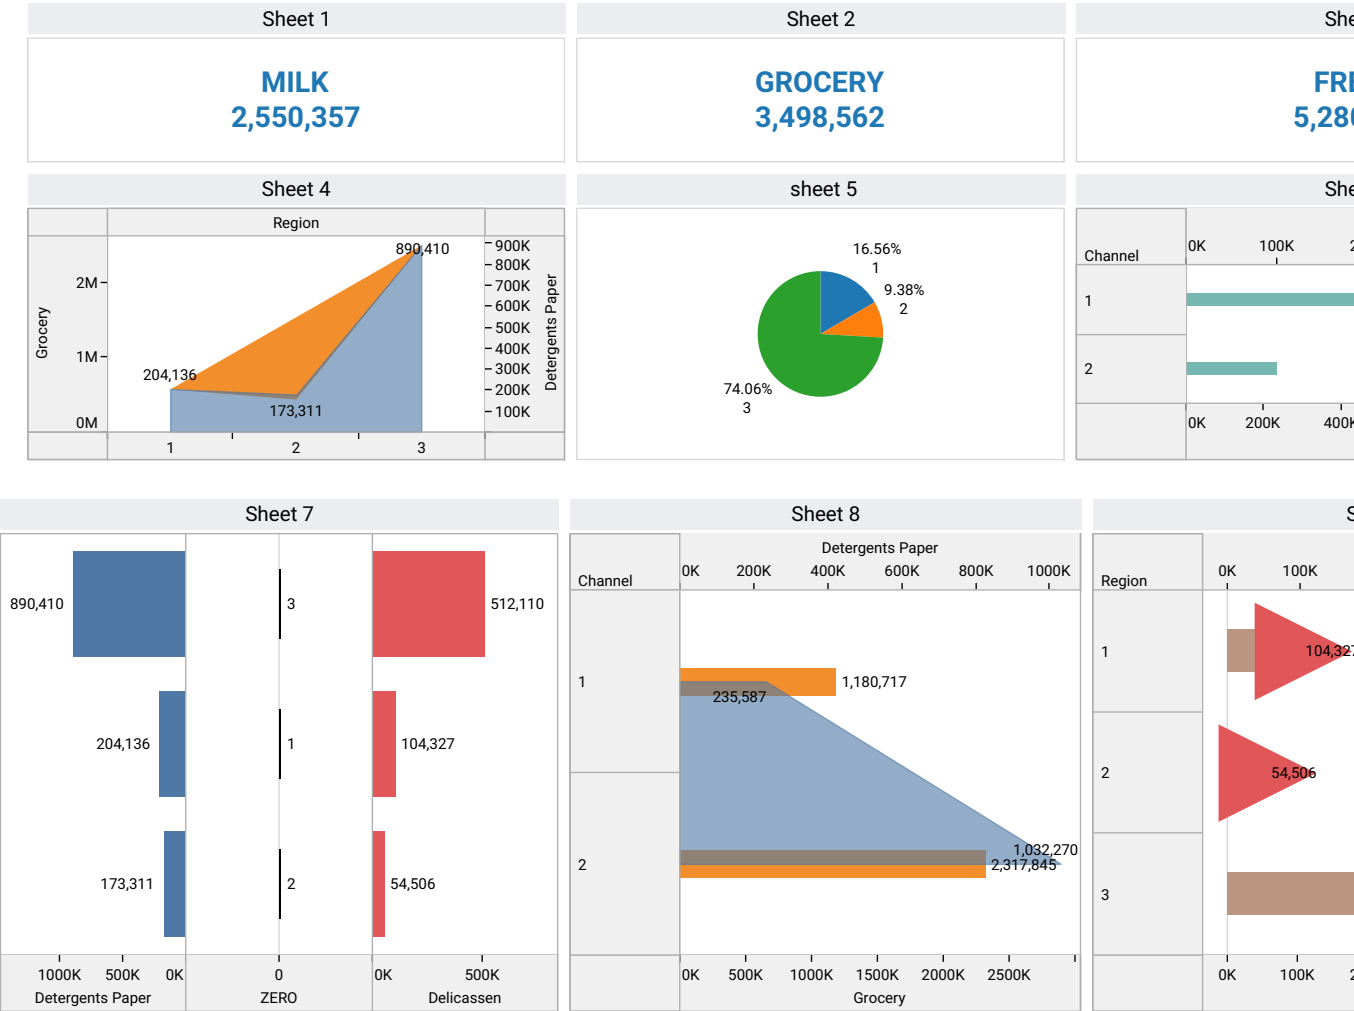 Sheet 1
Sheet 2
MILK
2,550,357
GROCERY
3,498,562
Sheet 4
Region
Grocery
2M
1M
0M
890,410
204,136
173,311
900K
800K
700K
600K
500K
400K
300K
200K
100K
Detergents Paper
1 2 3
sheet 5
16.56%
1
9.38%
2
74.06%
3
Channel
0K 100K
1
2
0K 200K 400K
Sheet 7
890,410 3 512,110
204,136 1 104,327
173,311 2 54,506
1000K 500K 0K 0 0K 500K
Detergents Paper ZERO Delicassen
Sheet 8
Detergents Paper
Channel
0K 200K 400K 600K 800K 1000K
1
1,180,717
235,587
2
1,032,270
2,317,845
0K 500K 1000K 1500K 2000K 2500K
Grocery
Region
0K 100K
1 104,327
2 54,506
3
0K 100K